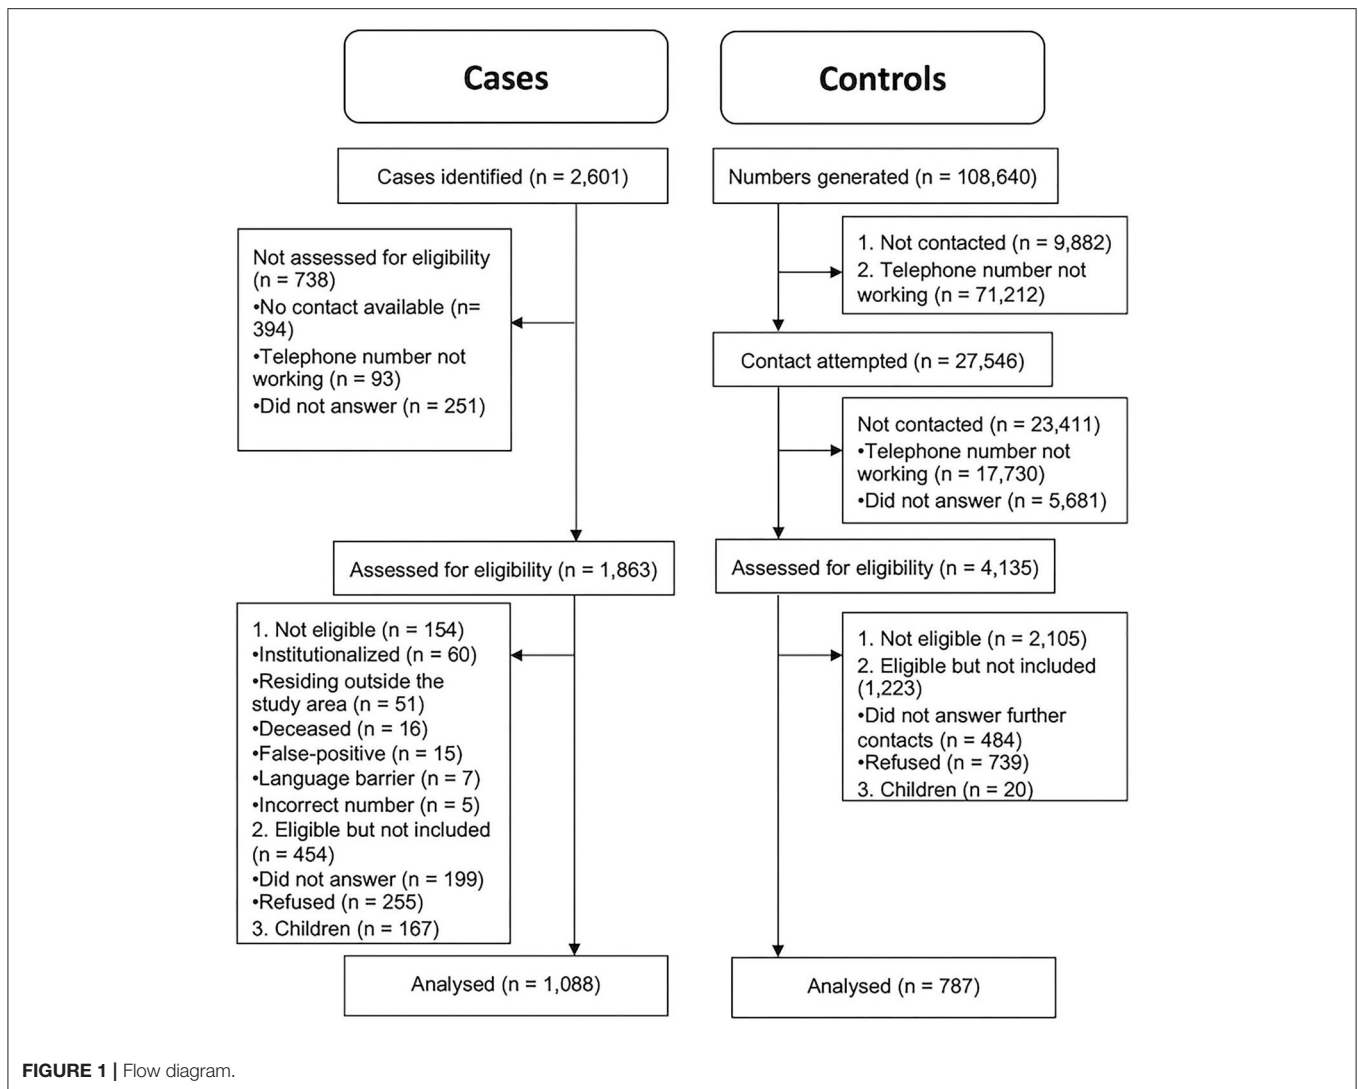 Cases
Cases identified (n = 2,601)
Not assessed for eligibility
(n = 738)
•No contact available (n=
394)
•Telephone number not
working (n = 93)
•Did not answer (n = 251)
Assessed for eligibility (n = 1,863)
1. Not eligible (n = 154)
•Institutionalized (n = 60)
•Residing outside the
study area (n = 51)
•Deceased (n = 16)
•False-positive (n = 15)
•Language barrier (n = 7)
•Incorrect number (n = 5)
2. Eligible but not included
(n = 454)
•Did not answer (n = 199)
•Refused (n = 255)
3. Children (n = 167)
Analysed (n = 1,088)
Controls
Numbers generated (n = 108,640)
1. Not contacted (n = 9,882)
2. Telephone number not
working (n = 71,212)
Contact attempted (n = 27,546)
Not contacted (n = 23,411)
•Telephone number not
working (n = 17,730)
•Did not answer (n = 5,681)
Assessed for eligibility (n = 4,135)
1. Not eligible (n = 2,105)
2. Eligible but not included
(1,223)
•Did not answer further
contacts (n = 484)
•Refused (n = 739)
3. Children (n = 20)
Analysed (n = 787)
FIGURE 1 | Flow diagram.